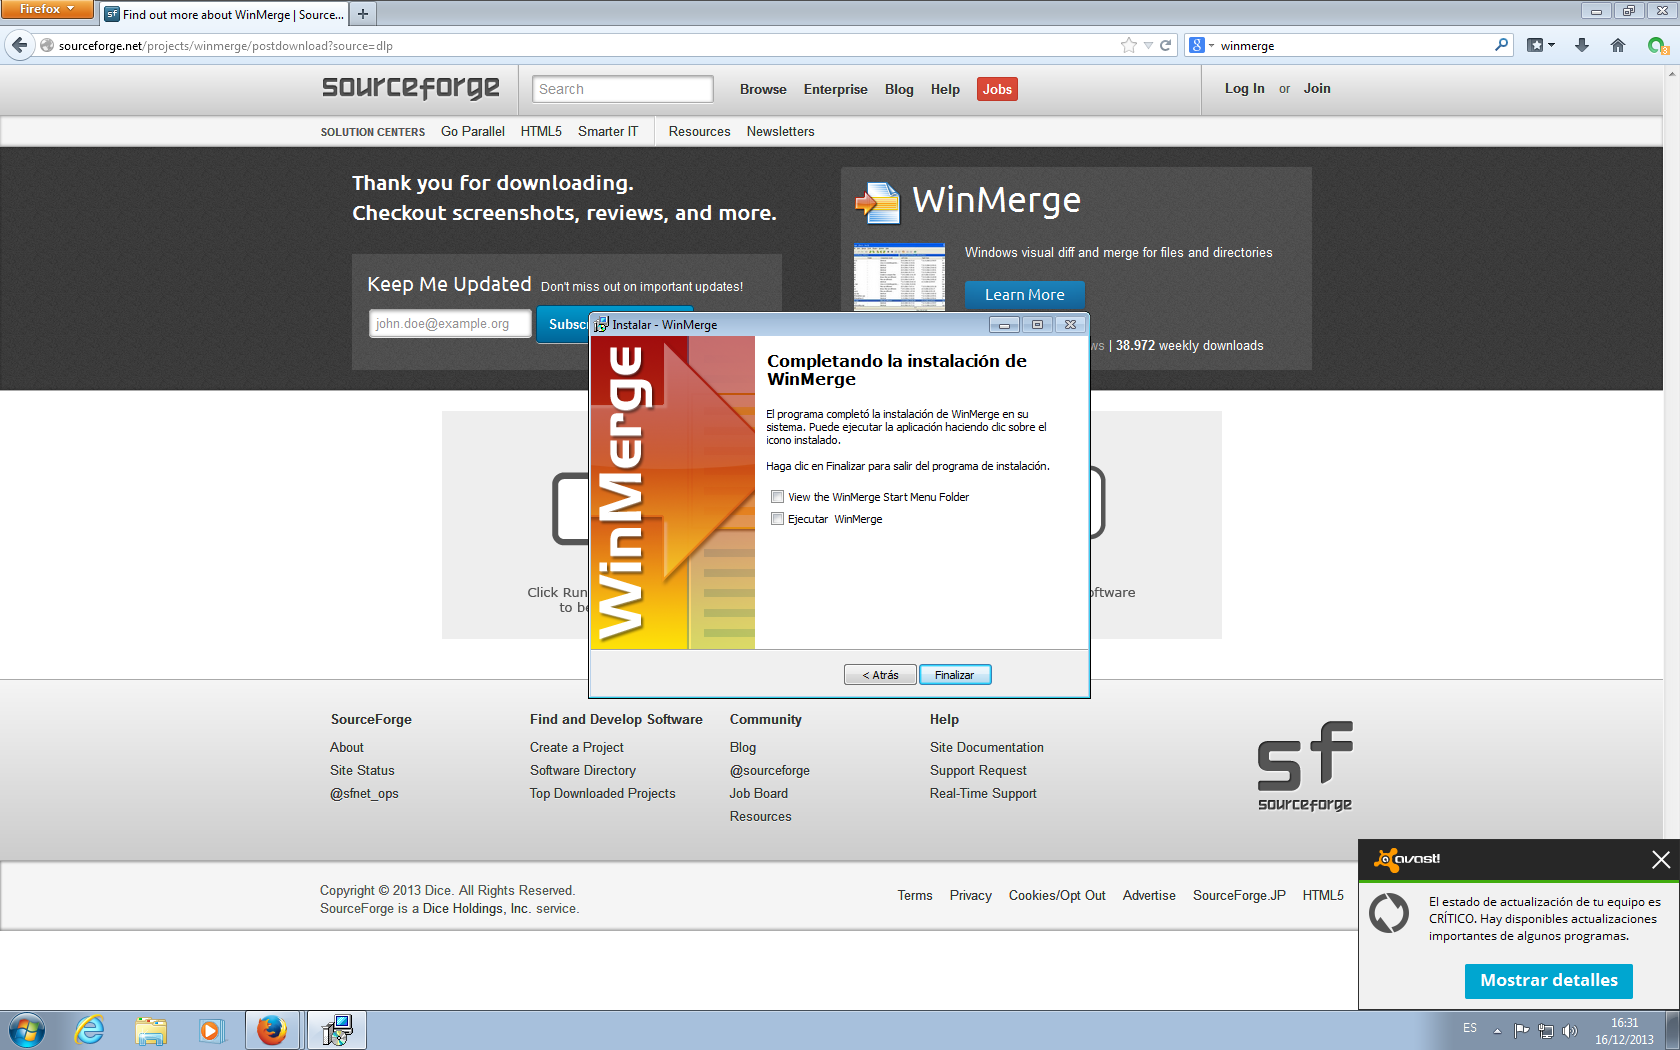 Firefox
Find out more about WinMerge | Source...
sourceforge.net/projects/winmerge/postdownload?source=dlp
winmerge
sourceforge
Search
Browse Enterprise Blog Help Jobs
Log In or Join
SOLUTION CENTERS Go Parallel HTML5 Smarter IT Resources Newsletters
Thank you for downloading.
Checkout screenshots, reviews, and more.
Keep Me Updated Don't miss out on important updates!
john.doe@example.org
WinMerge
Windows visual diff and merge for files and directories
Learn More
| 38.972 weekly downloads
Instalar - WinMerge
WinMerge
Completando la instalación de
WinMerge
El programa completó la instalación de WinMerge en su
sistema. Puede ejecutar la aplicación haciendo clic sobre el
icono instalado.
Haga clic en Finalizar para salir del programa de instalación.
View the WinMerge Start Menu Folder
Ejecutar WinMerge
< Atrás
Finalizar
Click Run
to be
SourceForge
About
Site Status
@sfnet_ops
Find and Develop Software
Create a Project
Software Directory
Top Downloaded Projects
Community
Blog
@sourceforge
Job Board
Resources
Help
Site Documentation
Support Request
Real-Time Support
sf
sourceforge
Copyright © 2013 Dice. All Rights Reserved.
SourceForge is a Dice Holdings, Inc. service.
Terms Privacy Cookies/Opt Out Advertise SourceForge.JP HTML5
avast!
El estado de actualización de tu equipo es
CRÍTICO. Hay disponibles actualizaciones
importantes de algunos programas.
Mostrar detalles
ES
16:31
16/12/2013